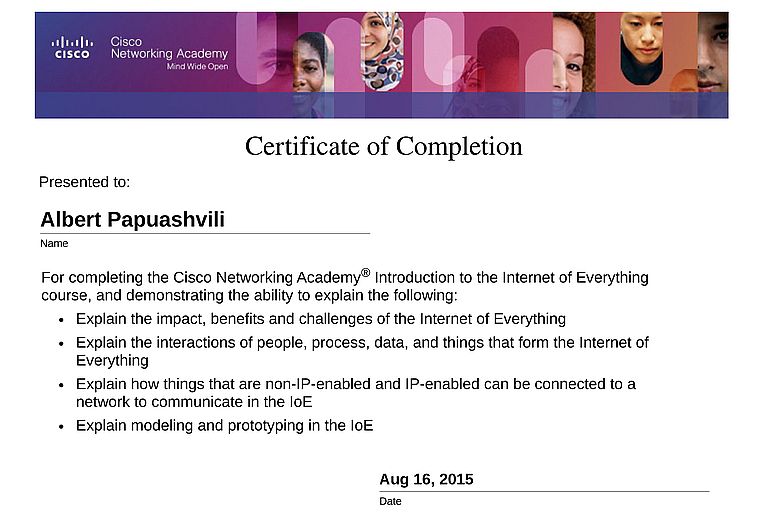 cisco
Cisco
Networking Academy
Mind Wide Open
Certificate of Completion
Presented to:
Albert Papuashvili
Name
For completing the Cisco Networking Academy® Introduction to the Internet of Everything
course, and demonstrating the ability to explain the following:
• Explain the impact, benefits and challenges of the Internet of Everything
• Explain the interactions of people, process, data, and things that form the Internet of
Everything
• Explain how things that are non-IP-enabled and IP-enabled can be connected to a
network to communicate in the IoE
• Explain modeling and prototyping in the IoE
Aug 16, 2015
Date